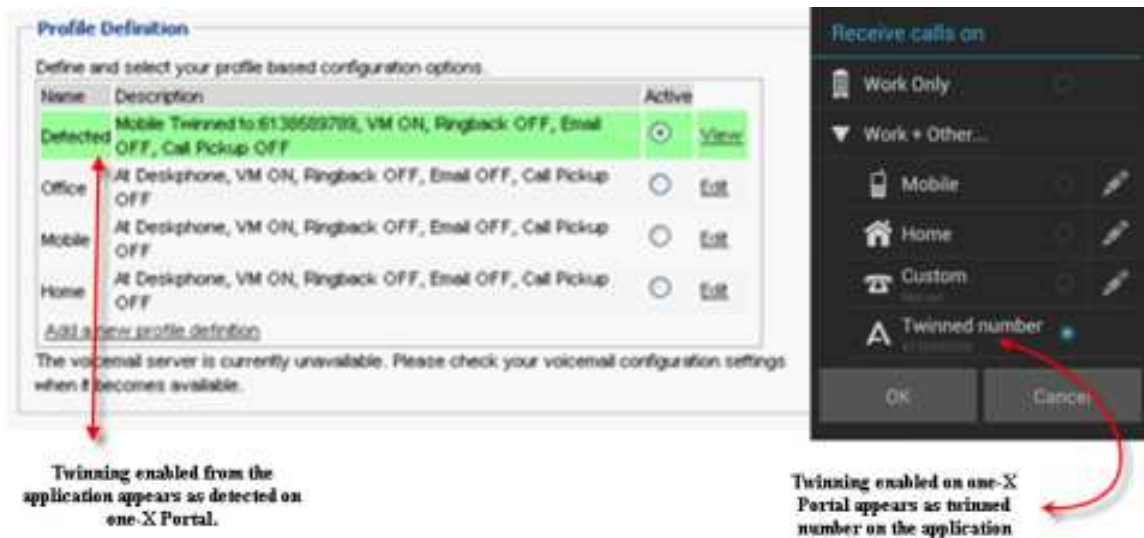 Profile Definition
Define and select your profile based configuration options.
Name Description Active
Detected Mobile Twinned to:6138589789, VM ON, Ringback OFF, Email
OFF, Call Pickup OFF
View
Office At Deskphone, VM ON, Ringback OFF, Email OFF, Call Pickup
OFF
Edit
Mobile At Deskphone, VM ON, Ringback OFF, Email OFF, Call Pickup
OFF
Edit
Home At Deskphone, VM ON, Ringback OFF, Email OFF, Call Pickup
OFF
Edit
Add a new profile definition
The voicemail server is currently unavailable. Please check your voicemail configuration settings
when it becomes available.
Twinning enabled from the
application appears as detected on
one-X Portal.
Receive calls on
Work Only
Work + Other...
Mobile
Home
Custom
Twinned number
OK Cancel
Twinning enabled on one-X
Portal appears as twinned
number on the application